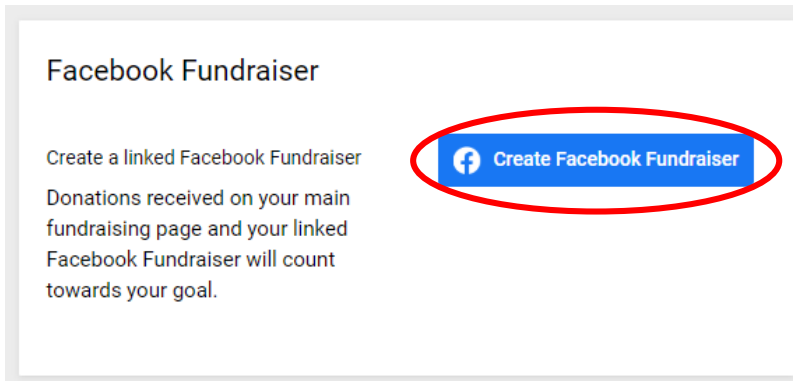 Facebook Fundraiser
Create a linked Facebook Fundraiser
Create Facebook Fundraiser
Donations received on your main
fundraising page and your linked
Facebook Fundraiser will count
towards your goal.